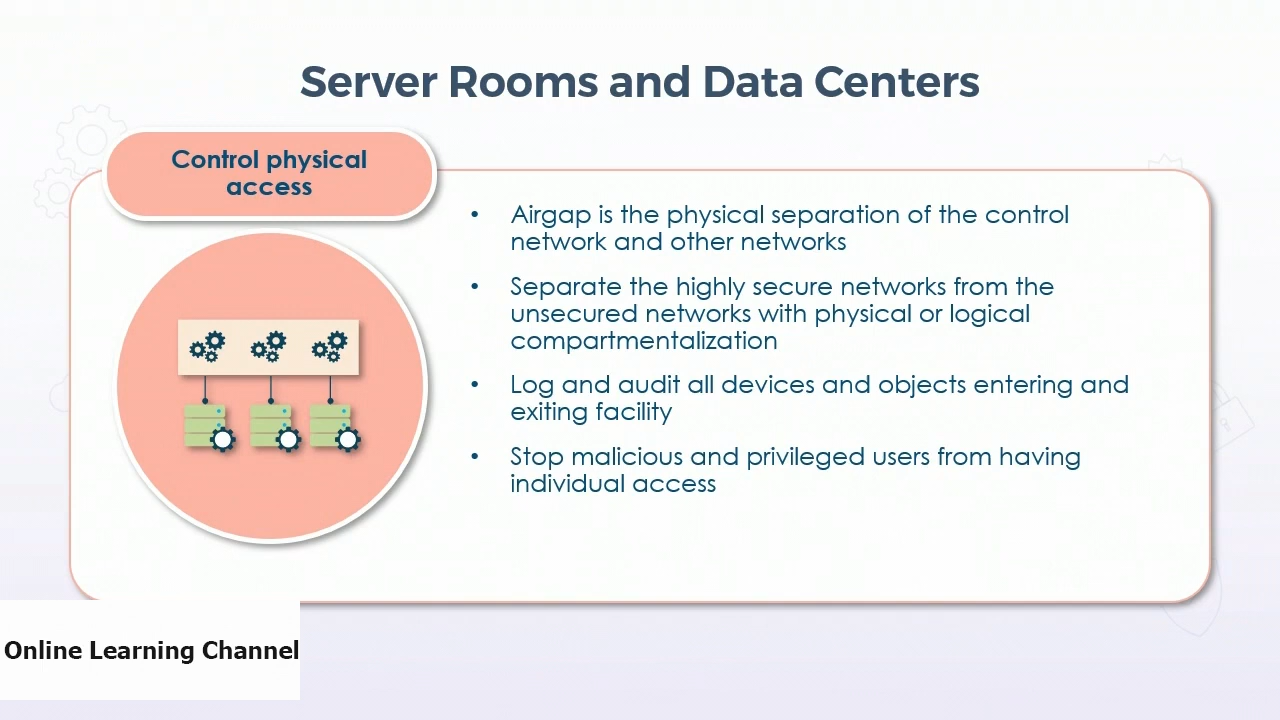 Server Rooms and Data Centers
Control physical
access
• Airgap is the physical separation of the control
network and other networks
• Separate the highly secure networks from the
unsecured networks with physical or logical
compartmentalization
• Log and audit all devices and objects entering and
exiting facility
• Stop malicious and privileged users from having
individual access
Online Learning Channel